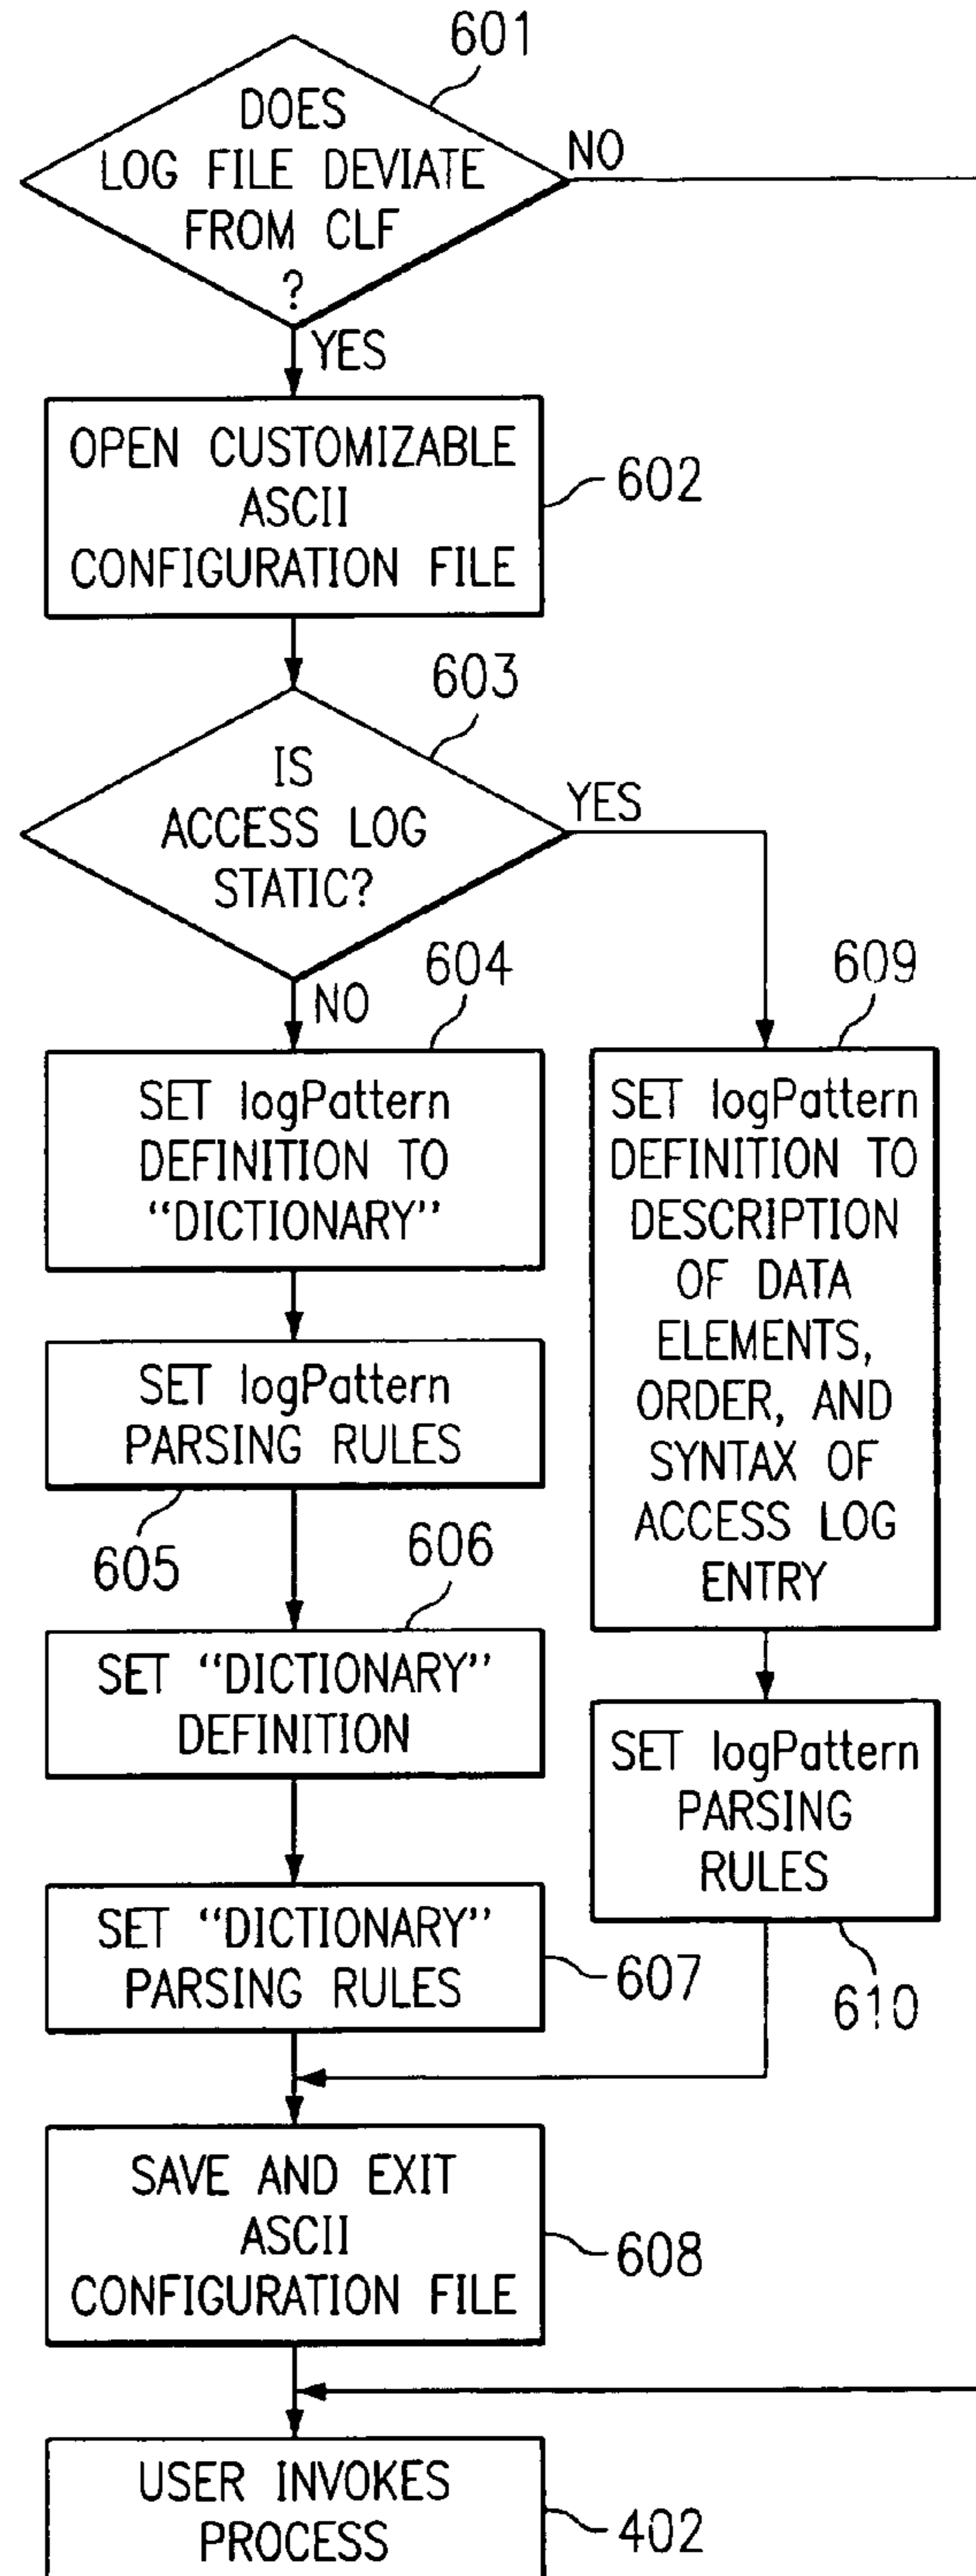 601
DOES
LOG FILE DEVIATE
FROM CLF
?
NO
YES
OPEN CUSTOMIZABLE
ASCII
CONFIGURATION FILE
602
603
IS
ACCESS LOG
STATIC?
YES
NO
604
SET logPattern
DEFINITION TO
“DICTIONARY”
609
SET logPattern
DEFINITION TO
DESCRIPTION
OF DATA
ELEMENTS,
ORDER, AND
SYNTAX OF
ACCESS LOG
ENTRY
SET logPattern
PARSING RULES
605
606
SET “DICTIONARY”
DEFINITION
SET logPattern
PARSING
RULES
610
SET “DICTIONARY”
PARSING RULES
607
SAVE AND EXIT
ASCII
CONFIGURATION FILE
608
USER INVOKES
PROCESS
402